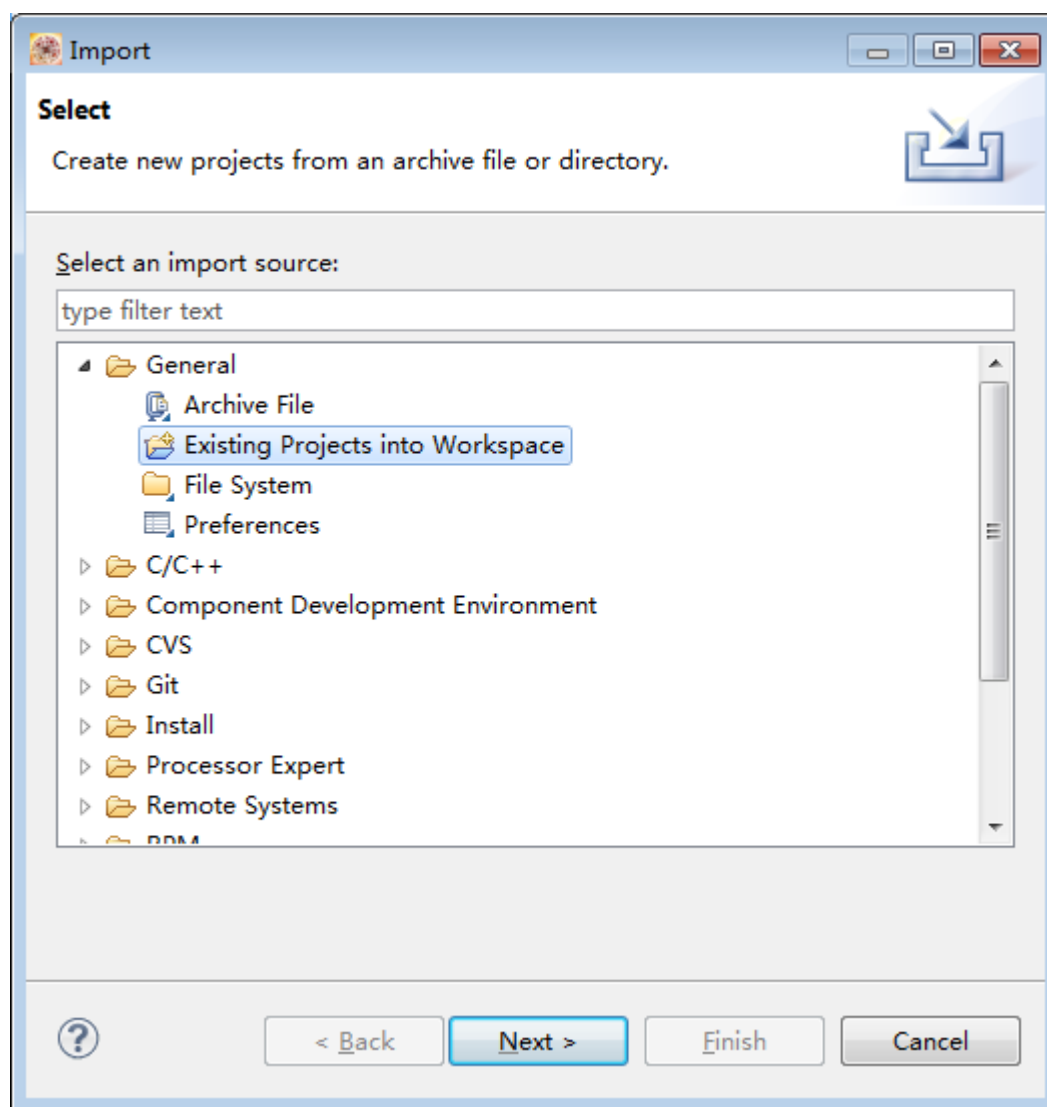 Import
Select
Create new projects from an archive file or directory.
Select an import source:
type filter text
General
Archive File
Existing Projects into Workspace
File System
Preferences
C/C++
Component Development Environment
CVS
Git
Install
Processor Expert
Remote Systems
RPM
?
< Back
Next >
Finish
Cancel